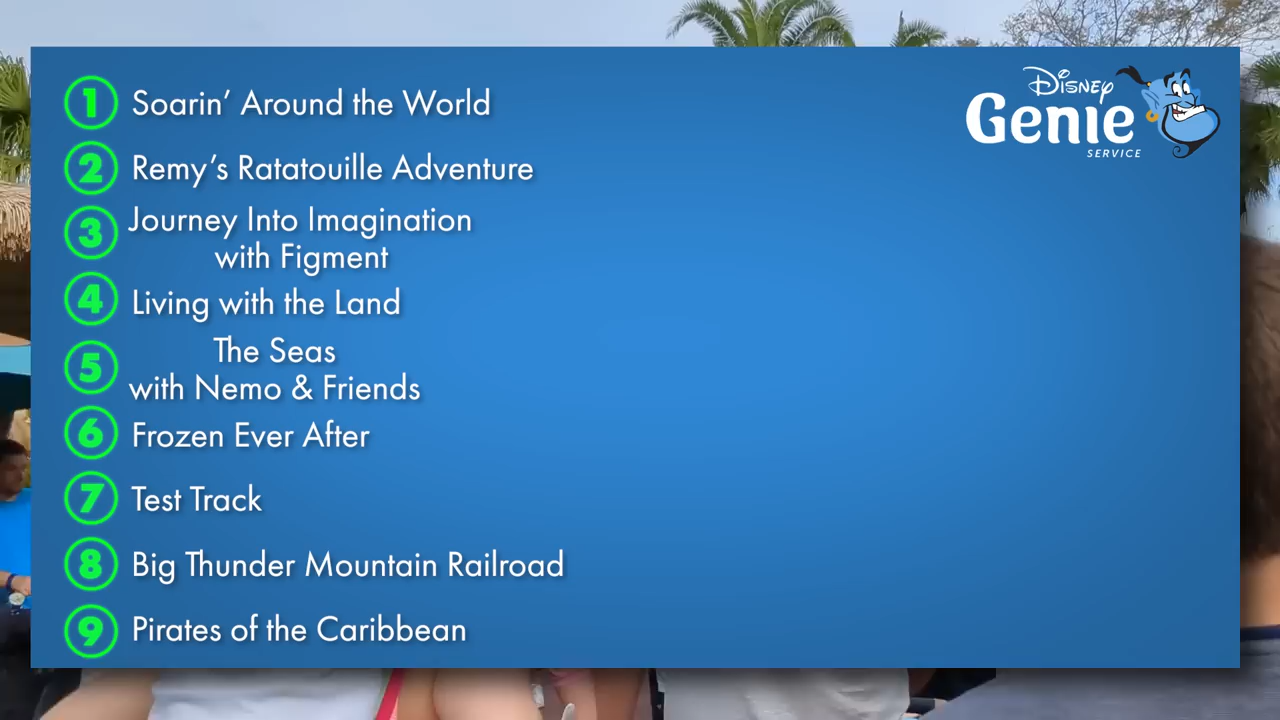 1 Soarin’ Around the World
2 Remy’s Ratatouille Adventure
3 Journey Into Imagination
with Figment
4 Living with the Land
5 The Seas
with Nemo & Friends
6 Frozen Ever After
7 Test Track
8 Big Thunder Mountain Railroad
9 Pirates of the Caribbean
Disney
Genie
SERVICE